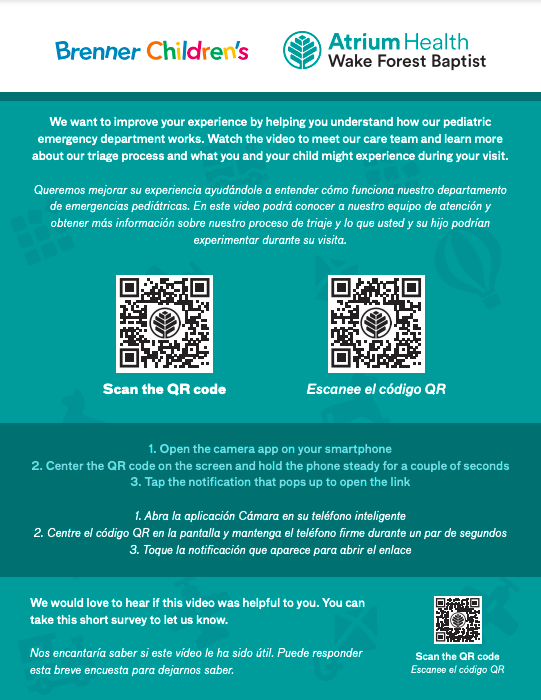 Brenner Children's
Atrium Health
Wake Forest Baptist
We want to improve your experience by helping you understand how our pediatric
emergency department works. Watch the video to meet our care team and learn more
about our triage process and what you and your child might experience during your visit.
Queremos mejorar su experiencia ayudándole a entender cómo funciona nuestro departamento
de emergencias pediátricas. En este video podrá conocer a nuestro equipo de atención y
obtener más información sobre nuestro proceso de triaje y lo que usted y su hijo podrían
experimentar durante su visita.
Scan the QR code
Escanee el código QR
1. Open the camera app on your smartphone
2. Center the QR code on the screen and hold the phone steady for a couple of seconds
3. Tap the notification that pops up to open the link
1. Abra la aplicación Cámara en su teléfono inteligente
2. Centre el código QR en la pantalla y mantenga el teléfono firme durante un par de segundos
3. Toque la notificación que aparece para abrir el enlace
We would love to hear if this video was helpful to you. You can
take this short survey to let us know.
Nos encantaría saber si este vídeo le ha sido útil. Puede responder
esta breve encuesta para dejarnos saber.
Scan the QR code
Escanee el código QR